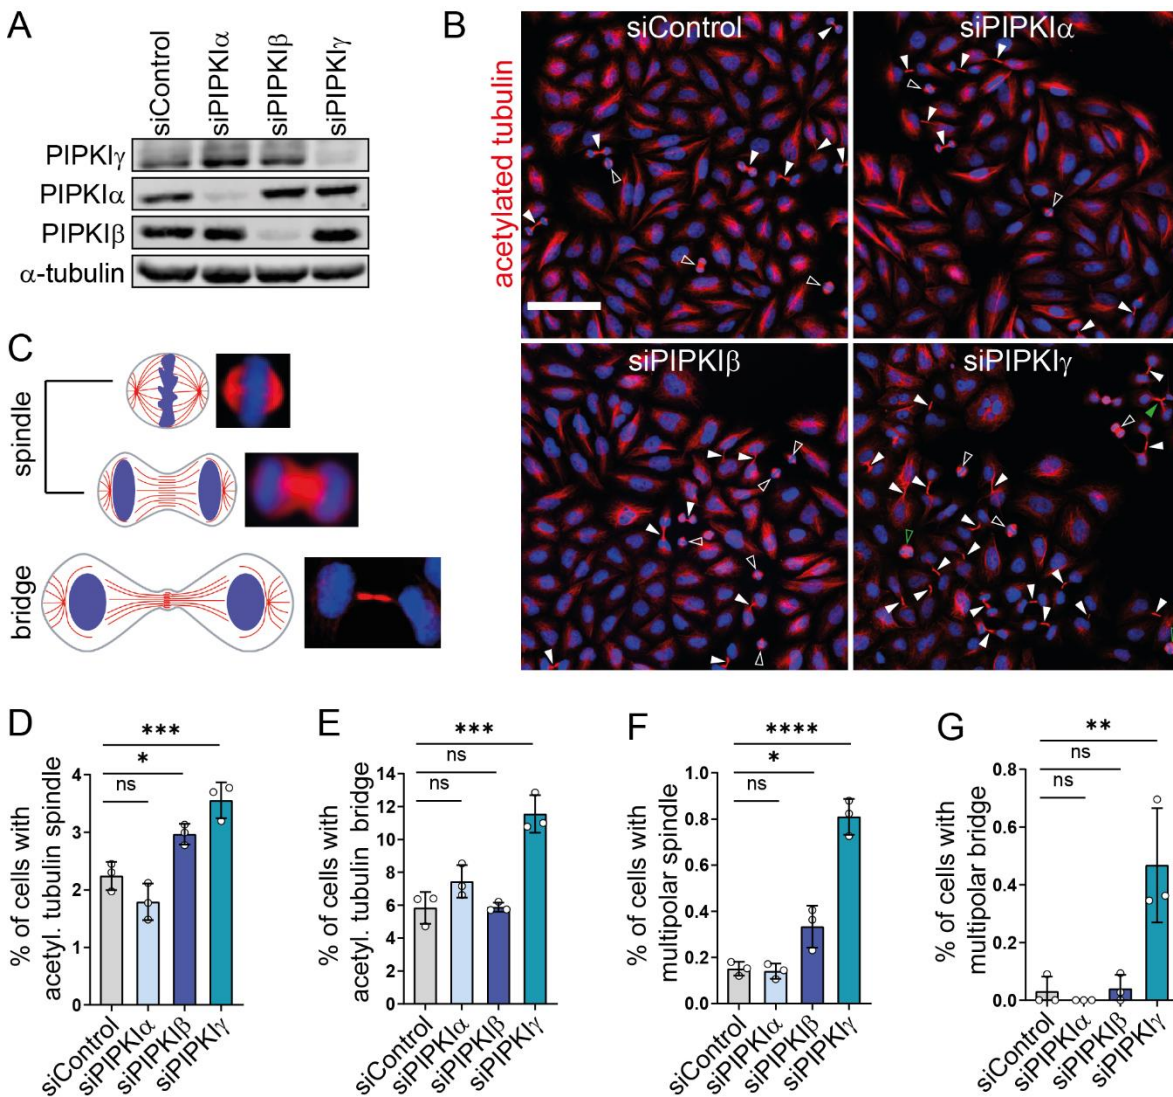 A
siControl
siPIPKIα
siPIPKIβ
siPIPKIγ
PIPKIγ
PIPKIα
PIPKIβ
α-tubulin
B
acetylated tubulin
siControl
siPIPKIα
siPIPKIβ
siPIPKIγ
C
spindle
bridge
D
% of cells with
acetyl. tubulin spindle
4
3
2
1
0
***
*
ns
siControl
siPIPKIα
siPIPKIβ
siPIPKIγ
E
% of cells with
acetyl. tubulin bridge
14
12
10
8
6
4
2
0
***
ns
ns
siControl
siPIPKIα
siPIPKIβ
siPIPKIγ
F
% of cells with
multipolar spindle
1.0
0.8
0.6
0.4
0.2
0.0
****
*
ns
siControl
siPIPKIα
siPIPKIβ
siPIPKIγ
G
% of cells with
multipolar bridge
0.8
0.6
0.4
0.2
0.0
**
ns
ns
siControl
siPIPKIα
siPIPKIβ
siPIPKIγ